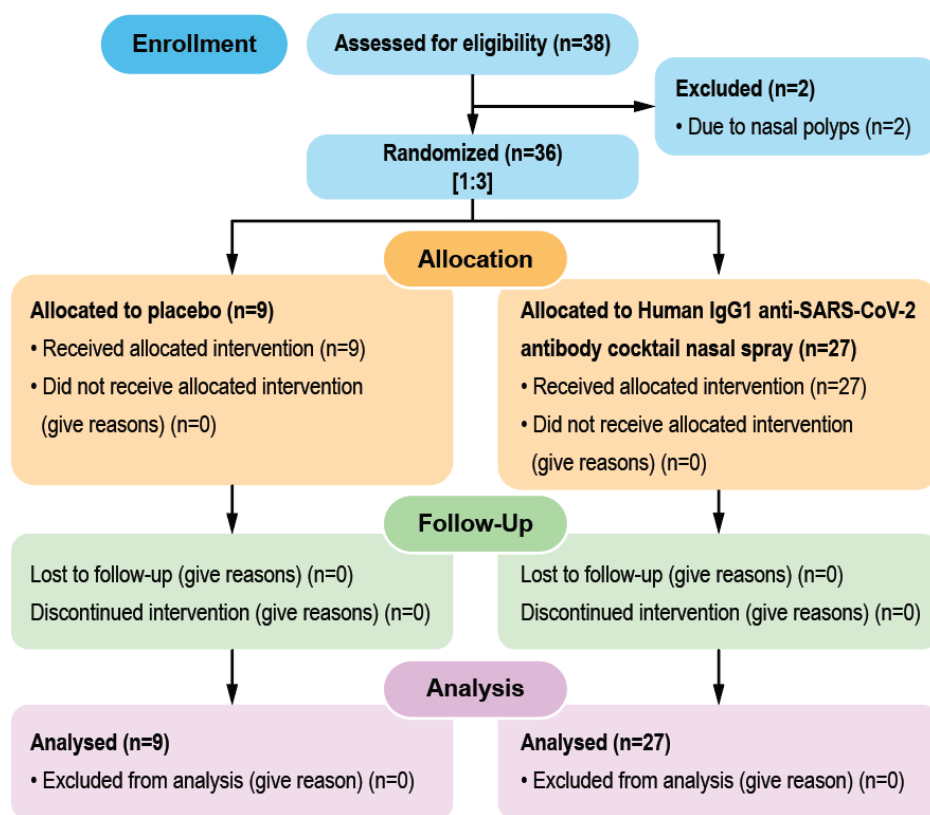 Enrollment
Assessed for eligibility (n=38)
Excluded (n=2)
• Due to nasal polyps (n=2)
Randomized (n=36)
[1:3]
Allocation
Allocated to placebo (n=9)
• Received allocated intervention (n=9)
• Did not receive allocated intervention
(give reasons) (n=0)
Allocated to Human IgG1 anti-SARS-CoV-2
antibody cocktail nasal spray (n=27)
• Received allocated intervention (n=27)
• Did not receive allocated intervention
(give reasons) (n=0)
Follow-Up
Lost to follow-up (give reasons) (n=0)
Discontinued intervention (give reasons) (n=0)
Lost to follow-up (give reasons) (n=0)
Discontinued intervention (give reasons) (n=0)
Analysis
Analysed (n=9)
• Excluded from analysis (give reason) (n=0)
Analysed (n=27)
• Excluded from analysis (give reason) (n=0)